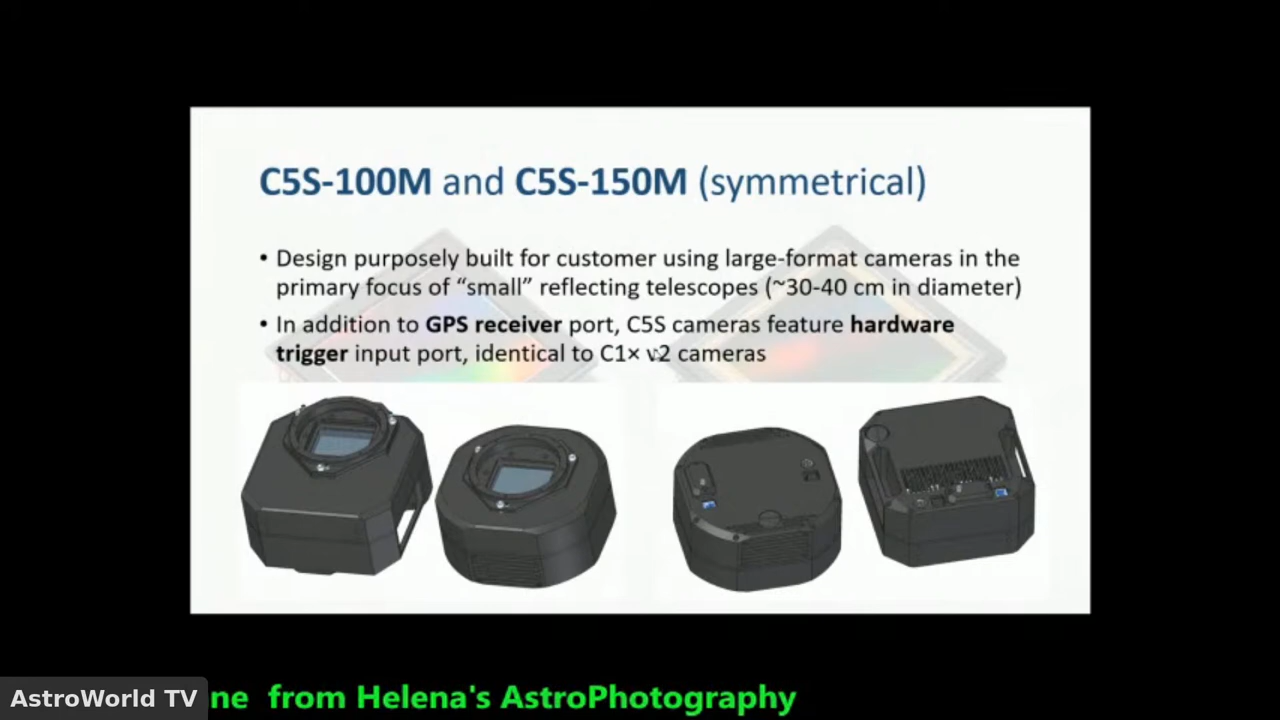 C5S-100M and C5S-150M (symmetrical)
• Design purposely built for customer using large-format cameras in the
primary focus of “small” reflecting telescopes (~30-40 cm in diameter)
• In addition to GPS receiver port, C5S cameras feature hardware
trigger input port, identical to C1× v2 cameras
AstroWorld TV
ne from Helena's AstroPhotography